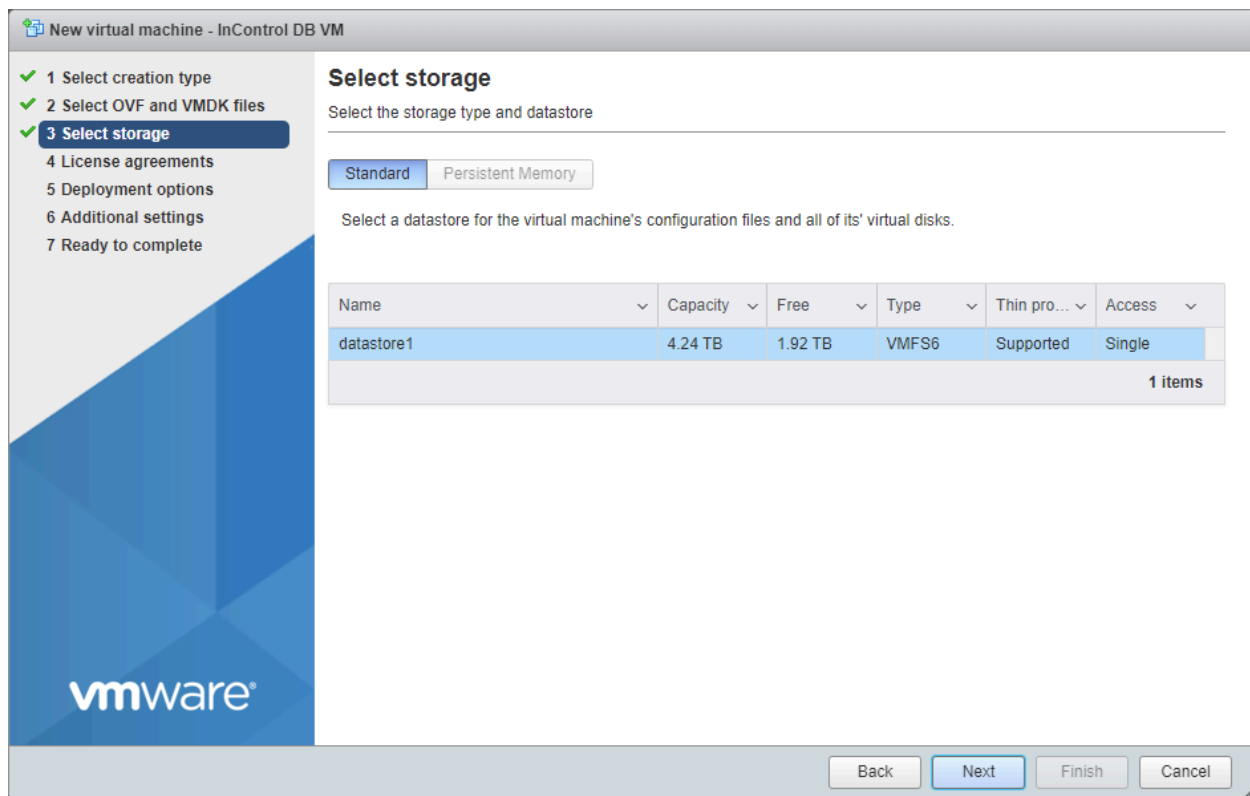 New virtual machine - InControl DB VM
1 Select creation type
2 Select OVF and VMDK files
3 Select storage
4 License agreements
5 Deployment options
6 Additional settings
7 Ready to complete
vmware®
Select storage
Select the storage type and datastore
Standard Persistent Memory
Select a datastore for the virtual machine's configuration files and all of its' virtual disks.
Name Capacity Free Type Thin pro... Access
datastore1 4.24 TB 1.92 TB VMFS6 Supported Single
1 items
Back Next Finish Cancel